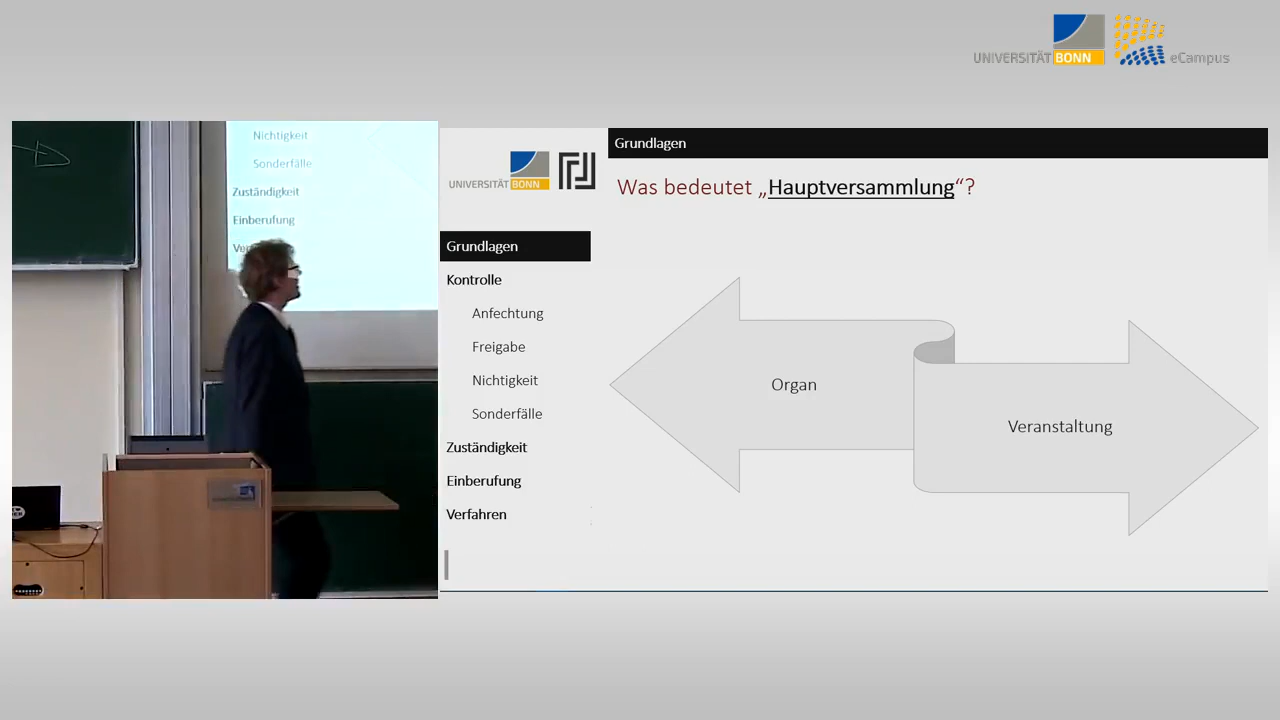 UNIVERSITÄT BONN eCampus
Nichtigkeit
Sonderfälle
Zuständigkeit
Einberufung
UNIVERSITÄT BONN
Grundlagen
Kontrolle
Anfechtung
Freigabe
Nichtigkeit
Sonderfälle
Zuständigkeit
Einberufung
Verfahren
Grundlagen
Was bedeutet „Hauptversammlung“?
Organ
Veranstaltung